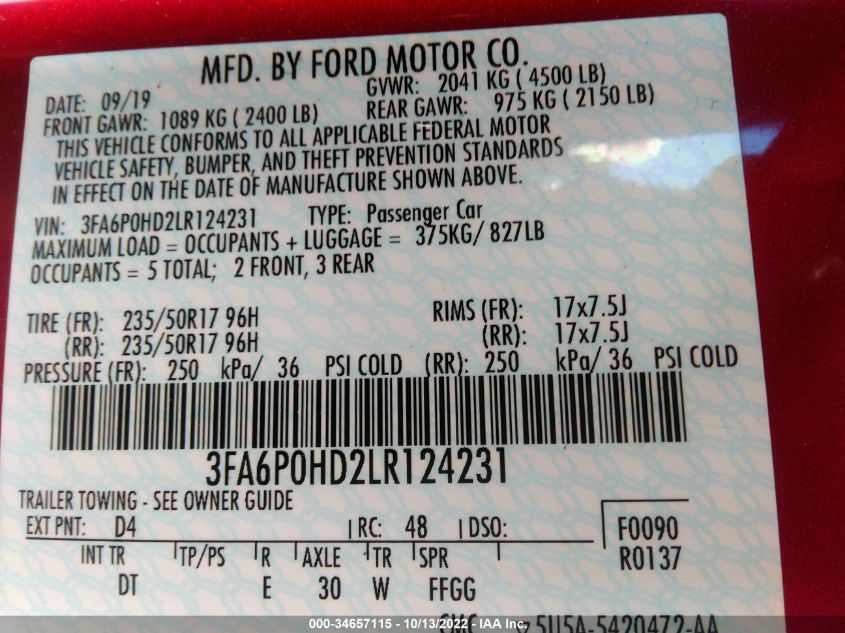 MFD. BY FORD MOTOR CO.
DATE: 09/19 GVWR: 2041 KG ( 4500 LB)
FRONT GAWR: 1089 KG ( 2400 LB) REAR GAWR: 975 KG ( 2150 LB)
THIS VEHICLE CONFORMS TO ALL APPLICABLE FEDERAL MOTOR
VEHICLE SAFETY, BUMPER, AND THEFT PREVENTION STANDARDS
IN EFFECT ON THE DATE OF MANUFACTURE SHOWN ABOVE.
VIN: 3FA6P0HD2LR124231 TYPE: Passenger Car
MAXIMUM LOAD = OCCUPANTS + LUGGAGE = 375KG/ 827LB
OCCUPANTS = 5 TOTAL; 2 FRONT, 3 REAR
TIRE (FR): 235/50R17 96H RIMS (FR): 17x7.5J
(RR): 235/50R17 96H (RR): 17x7.5J
PRESSURE (FR): 250 kPa/ 36 PSI COLD (RR): 250 kPa/ 36 PSI COLD
3FA6P0HD2LR124231
TRAILER TOWING - SEE OWNER GUIDE
EXT PNT: D4 RC: 48 DSO: F0090
INT TR TP/PS R AXLE TR SPR R0137
DT E 30 W FFGG
5U5A-5420472-AA
000-34657115 - 10/13/2022 - IAA Inc.